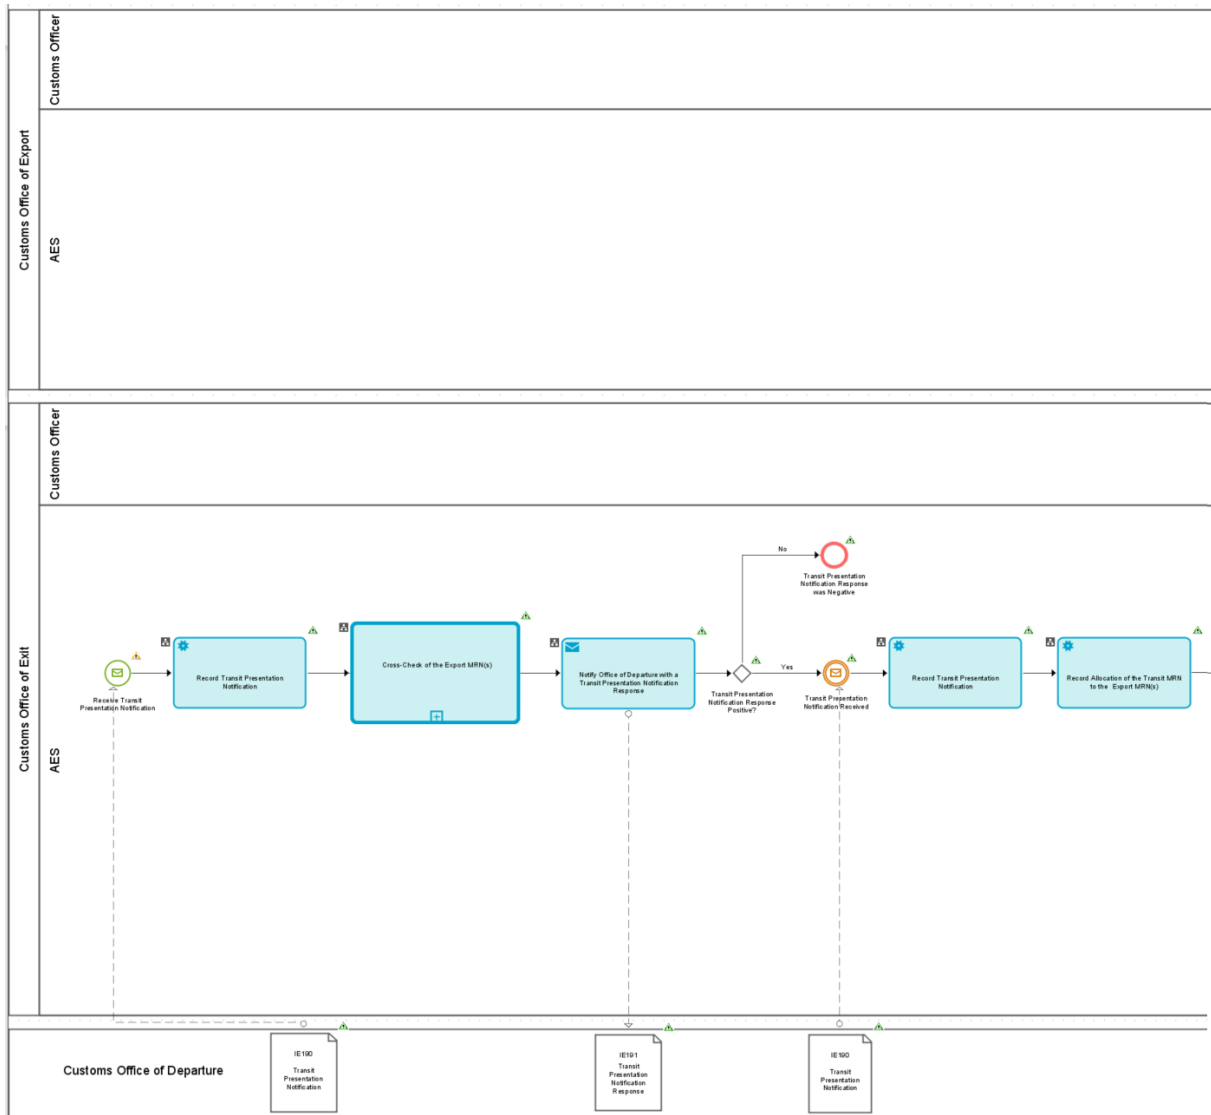 Customs Office of Export
Customs Officer
AES
Customs Office of Exit
Customs Officer
AES
Receive Transit
Presentation Notification
Record Transit Presentation
Notification
Cross-Check of the Export MRN(s)
Notify Office of Departure with a
Transit Presentation Notification
Response
Transit Presentation
Notification Response
Positive?
No
Transit Presentation
Notification Response
was Negative
Yes
Transit Presentation
Notification Received
Record Transit Presentation
Notification
Record Allocation of the Transit MRN
to the Export MRN(s)
Customs Office of Departure
IE190
Transit
Presentation
Notification
IE191
Transit
Presentation
Notification
Response
IE190
Transit
Presentation
Notification